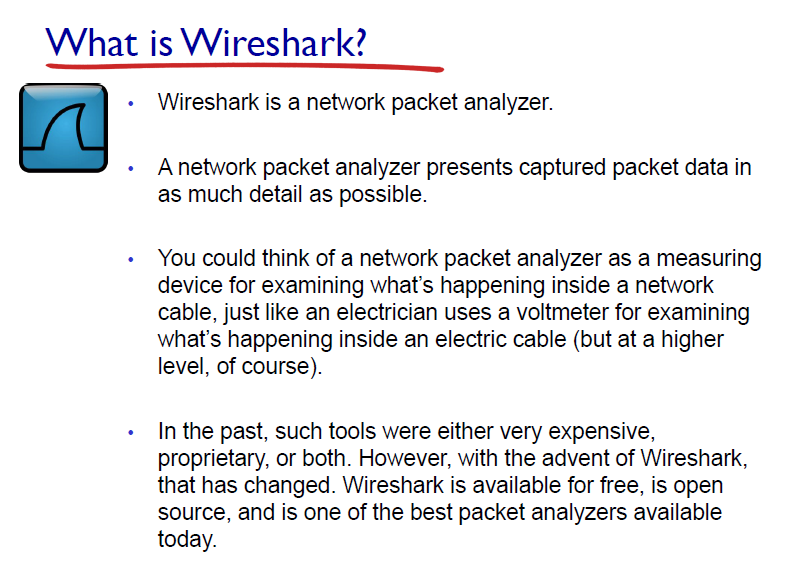 What is Wireshark?
• Wireshark is a network packet analyzer.
• A network packet analyzer presents captured packet data in
as much detail as possible.
• You could think of a network packet analyzer as a measuring
device for examining what’s happening inside a network
cable, just like an electrician uses a voltmeter for examining
what’s happening inside an electric cable (but at a higher
level, of course).
• In the past, such tools were either very expensive,
proprietary, or both. However, with the advent of Wireshark,
that has changed. Wireshark is available for free, is open
source, and is one of the best packet analyzers available
today.